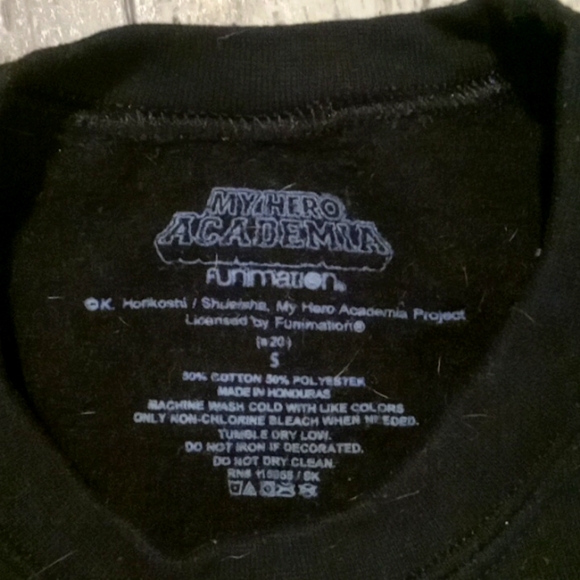 MY HERO
ACADEMIA
FUNIMATION®
©K. Horikoshi / Shueisha, My Hero Academia Project
Licensed by Funimation®
S
50% COTTON 50% POLYESTER
MADE IN HONDURAS
MACHINE WASH COLD WITH LIKE COLORS
ONLY NON-CHLORINE BLEACH WHEN NEEDED.
TUMBLE DRY LOW.
DO NOT IRON IF DECORATED.
DO NOT DRY CLEAN.
RN#